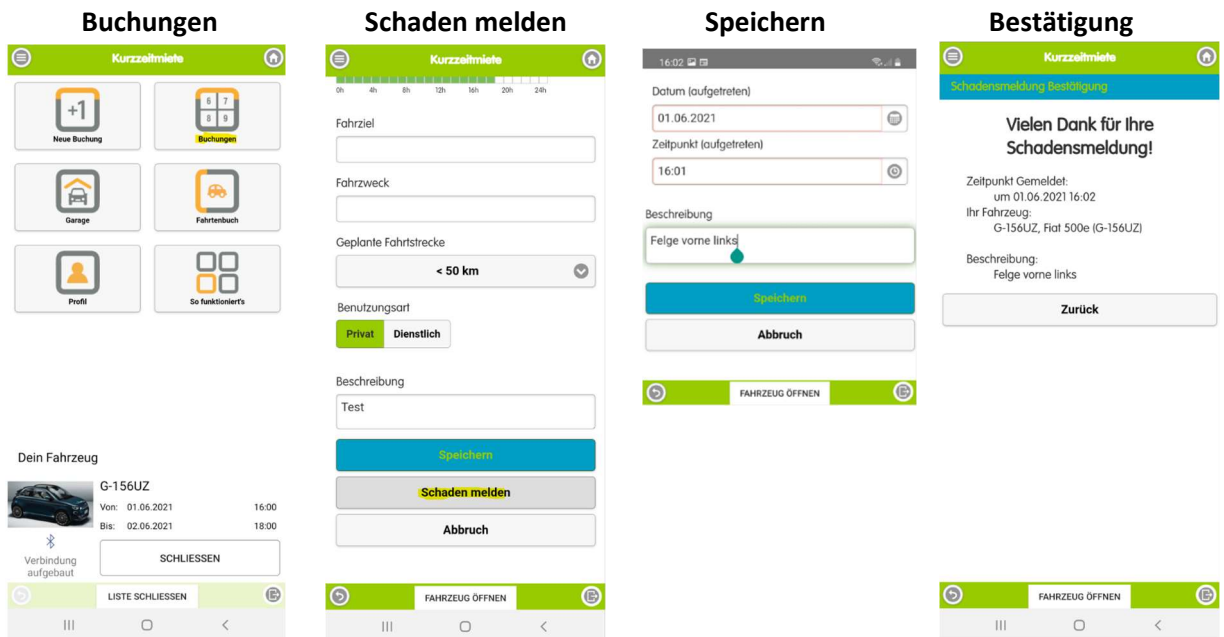 Buchungen
Kurzzeitmiete
+1
Neue Buchung
6 7
8 9
Buchungen
Garage
Fahrtenbuch
Profil
So funktioniert's
Dein Fahrzeug
G-156UZ
Von: 01.06.2021 16:00
Bis: 02.06.2021 18:00
Verbindung
aufgebaut
SCHLIESSEN
LISTE SCHLIESSEN
Schaden melden
Kurzzeitmiete
0h 4h 8h 12h 16h 20h 24h
Fahrziel
Fahrzweck
Geplante Fahrtstrecke
< 50 km
Benutzungsart
Privat Dienstlich
Beschreibung
Test
Speichern
Schaden melden
Abbruch
FAHRZEUG ÖFFNEN
Speichern
16:02
Datum (aufgetreten)
01.06.2021
Zeitpunkt (aufgetreten)
16:01
Beschreibung
Felge vorne links
Speichern
Abbruch
FAHRZEUG ÖFFNEN
Bestätigung
Kurzzeitmiete
Schadensmeldung Bestätigung
Vielen Dank für Ihre
Schadensmeldung!
Zeitpunkt Gemeldet:
um 01.06.2021 16:02
Ihr Fahrzeug:
G-156UZ, Fiat 500e (G-156UZ)
Beschreibung:
Felge vorne links
Zurück
FAHRZEUG ÖFFNEN